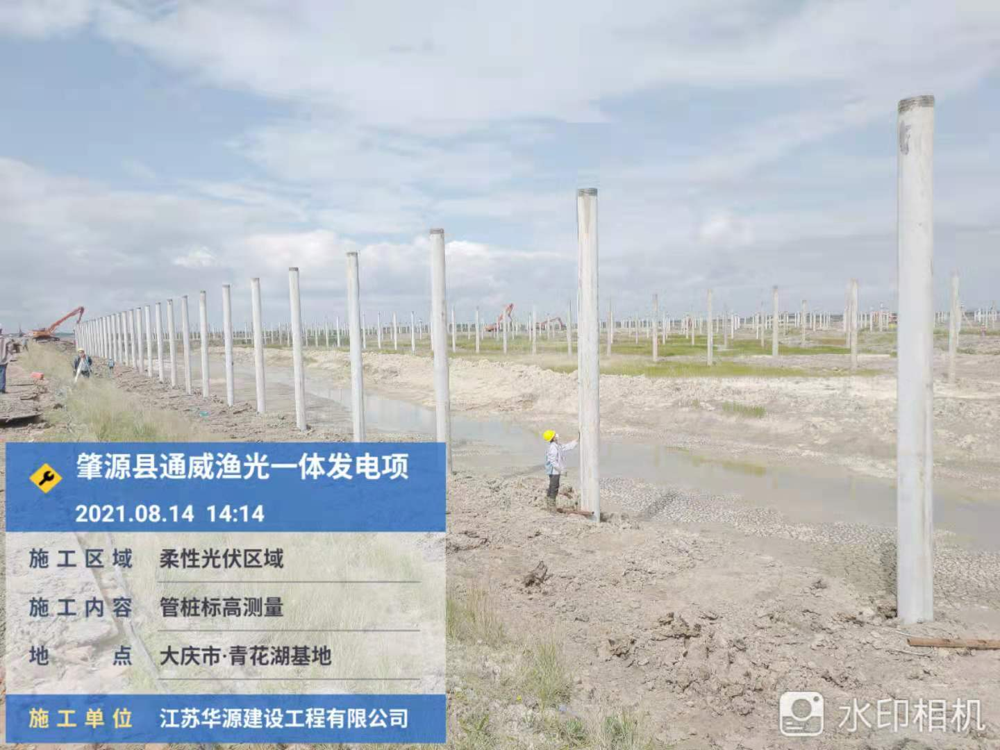 肇源县通威渔光一体发电项
2021.08.14 14:14
施工区域 柔性光伏区域
施工内容 管桩标高测量
地点 大庆市·青花湖基地
施工单位 江苏华源建设工程有限公司
水印相机